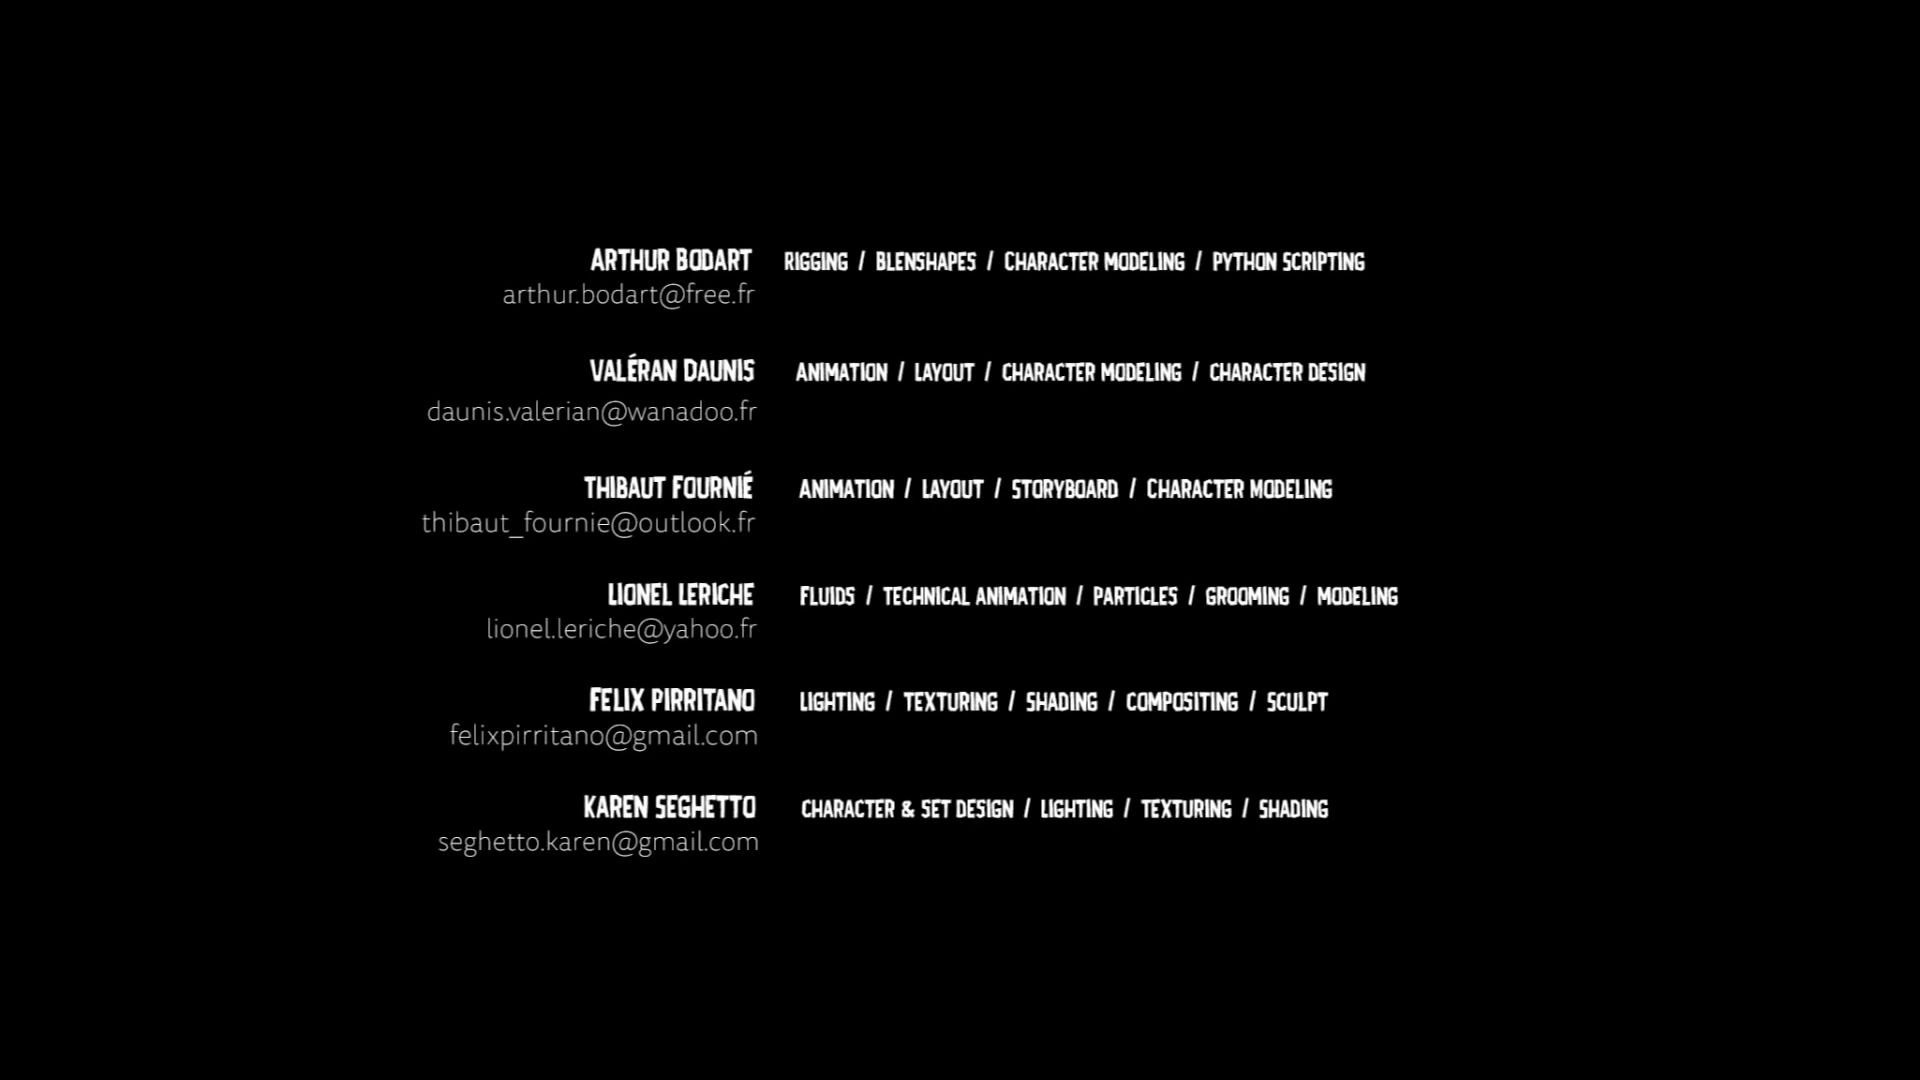 ARTHUR BODART RIGGING / BLENSHAPES / CHARACTER MODELING / PYTHON SCRIPTING
arthur.bodart@free.fr
VALÉRAN DAUNIS ANIMATION / LAYOUT / CHARACTER MODELING / CHARACTER DESIGN
daunis.valerian@wanadoo.fr
THIBAUT FOURNIÉ ANIMATION / LAYOUT / STORYBOARD / CHARACTER MODELING
thibaut_fournie@outlook.fr
LIONEL LERICHE FLUIDS / TECHNICAL ANIMATION / PARTICLES / GROOMING / MODELING
lionel.leriche@yahoo.fr
FELIX PIRRITANO LIGHTING / TEXTURING / SHADING / COMPOSITING / SCULPT
felixpirritano@gmail.com
KAREN SEGHETTO CHARACTER & SET DESIGN / LIGHTING / TEXTURING / SHADING
seghetto.karen@gmail.com